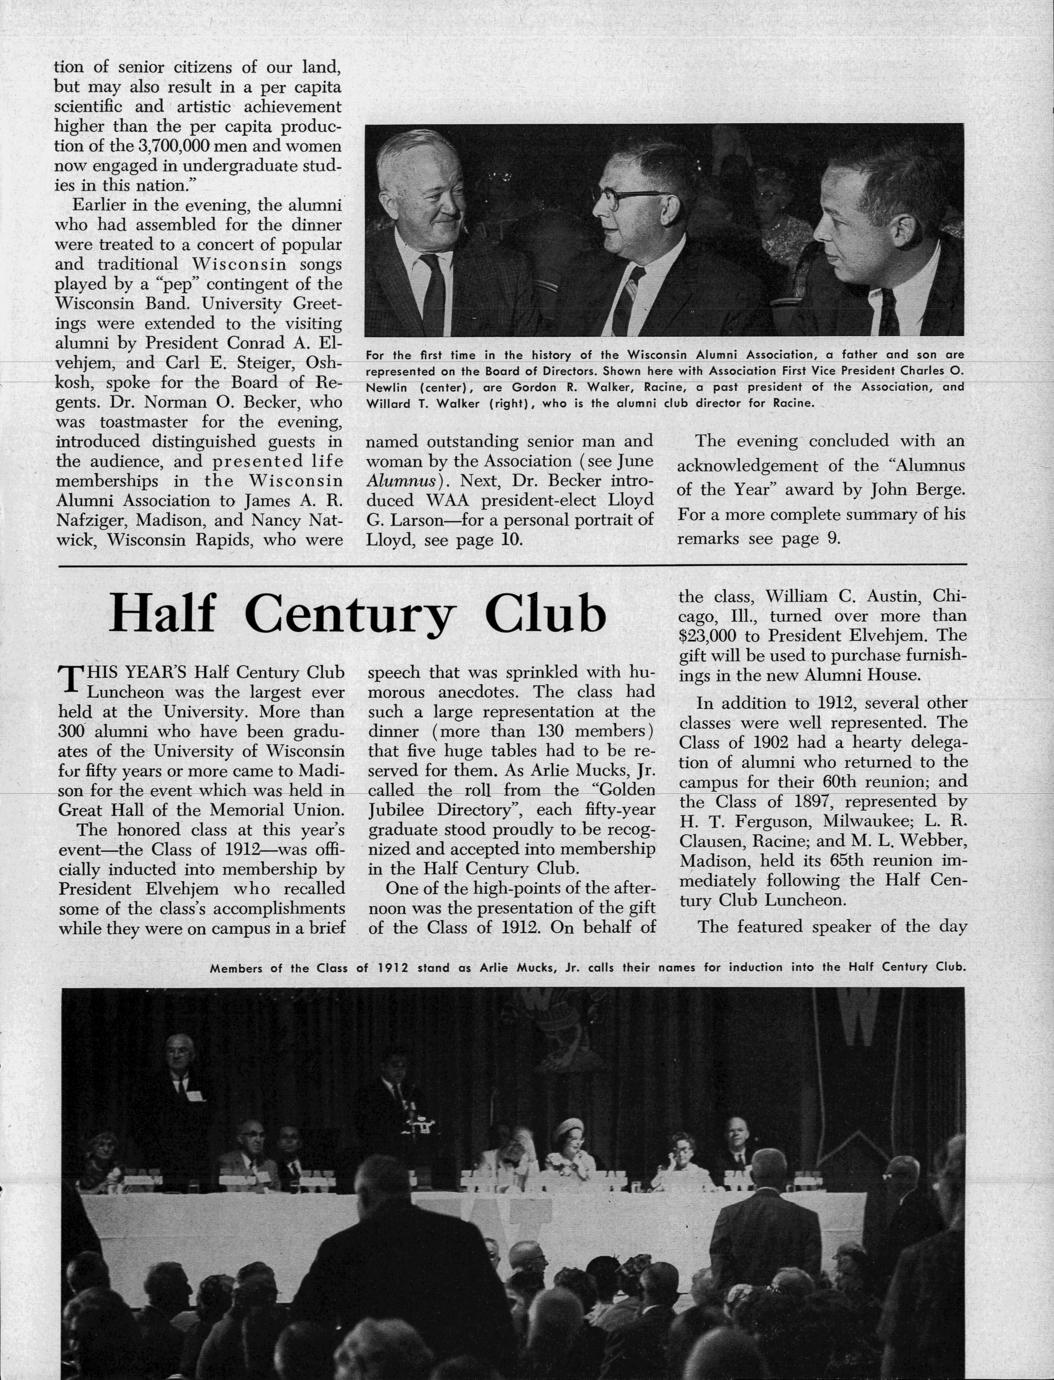 tion of senior citizens of our land,
but may also result in a per capita
scientific and artistic achievement
higher than the per capita produc-
tion of the 3,700,000 men and women
now engaged in undergraduate stud-
ies in this nation.”
Earlier in the evening, the alumni
who had assembled for the dinner
were treated to a concert of popular
and traditional Wisconsin songs
played by a “pep” contingent of the
Wisconsin Band. University Greet-
ings were extended to the visiting
alumni by President Conrad A. El-
vehjem, and Carl E. Steiger, Osh-
kosh, spoke for the Board of Re-
gents. Dr. Norman O. Becker, who
was toastmaster for the evening,
introduced distinguished guests in
the audience, and presented life
memberships in the Wisconsin
Alumni Association to James A. R.
Nafziger, Madison, and Nancy Nat-
wick, Wisconsin Rapids, who were
For the first time in the history of the Wisconsin Alumni Association, a father and son are
represented on the Board of Directors. Shown here with Association First Vice President Charles O.
Newlin (center), are Gordon R. Walker, Racine, a past president of the Association, and
Willard T. Walker (right), who is the alumni club director for Racine.
named outstanding senior man and
woman by the Association (see June
Alumnus). Next, Dr. Becker intro-
duced WAA president-elect Lloyd
G. Larson—for a personal portrait of
Lloyd, see page 10.
The evening concluded with an
acknowledgement of the “Alumnus
of the Year” award by John Berge.
For a more complete summary of his
remarks see page 9.
Half Century Club
THIS YEAR’S Half Century Club
Luncheon was the largest ever
held at the University. More than
300 alumni who have been gradu-
ates of the University of Wisconsin
for fifty years or more came to Madi-
son for the event which was held in
Great Hall of the Memorial Union.
The honored class at this year’s
event—the Class of 1912—was offi-
cially inducted into membership by
President Elvehjem who recalled
some of the class’s accomplishments
while they were on campus in a brief
speech that was sprinkled with hu-
morous anecdotes. The class had
such a large representation at the
dinner (more than 130 members)
that five huge tables had to be re-
served for them. As Arlie Mucks, Jr.
called the roll from the “Golden
Jubilee Directory”, each fifty-year
graduate stood proudly to be recog-
nized and accepted into membership
in the Half Century Club.
One of the high-points of the after-
noon was the presentation of the gift
of the Class of 1912. On behalf of
the class, William C. Austin, Chi-
cago, Ill., turned over more than
$23,000 to President Elvehjem. The
gift will be used to purchase furnish-
ings in the new Alumni House.
In addition to 1912, several other
classes were well represented. The
Class of 1902 had a hearty delega-
tion of alumni who returned to the
campus for their 60th reunion; and
the Class of 1897, represented by
H. T. Ferguson, Milwaukee; L. R.
Clausen, Racine; and M. L. Webber,
Madison, held its 65th reunion im-
mediately following the Half Cen-
tury Club Luncheon.
The featured speaker of the day
Members of the Class of 1912 stand as Arlie Mucks, Jr. calls their names for induction into the Half Century Club.
W
W